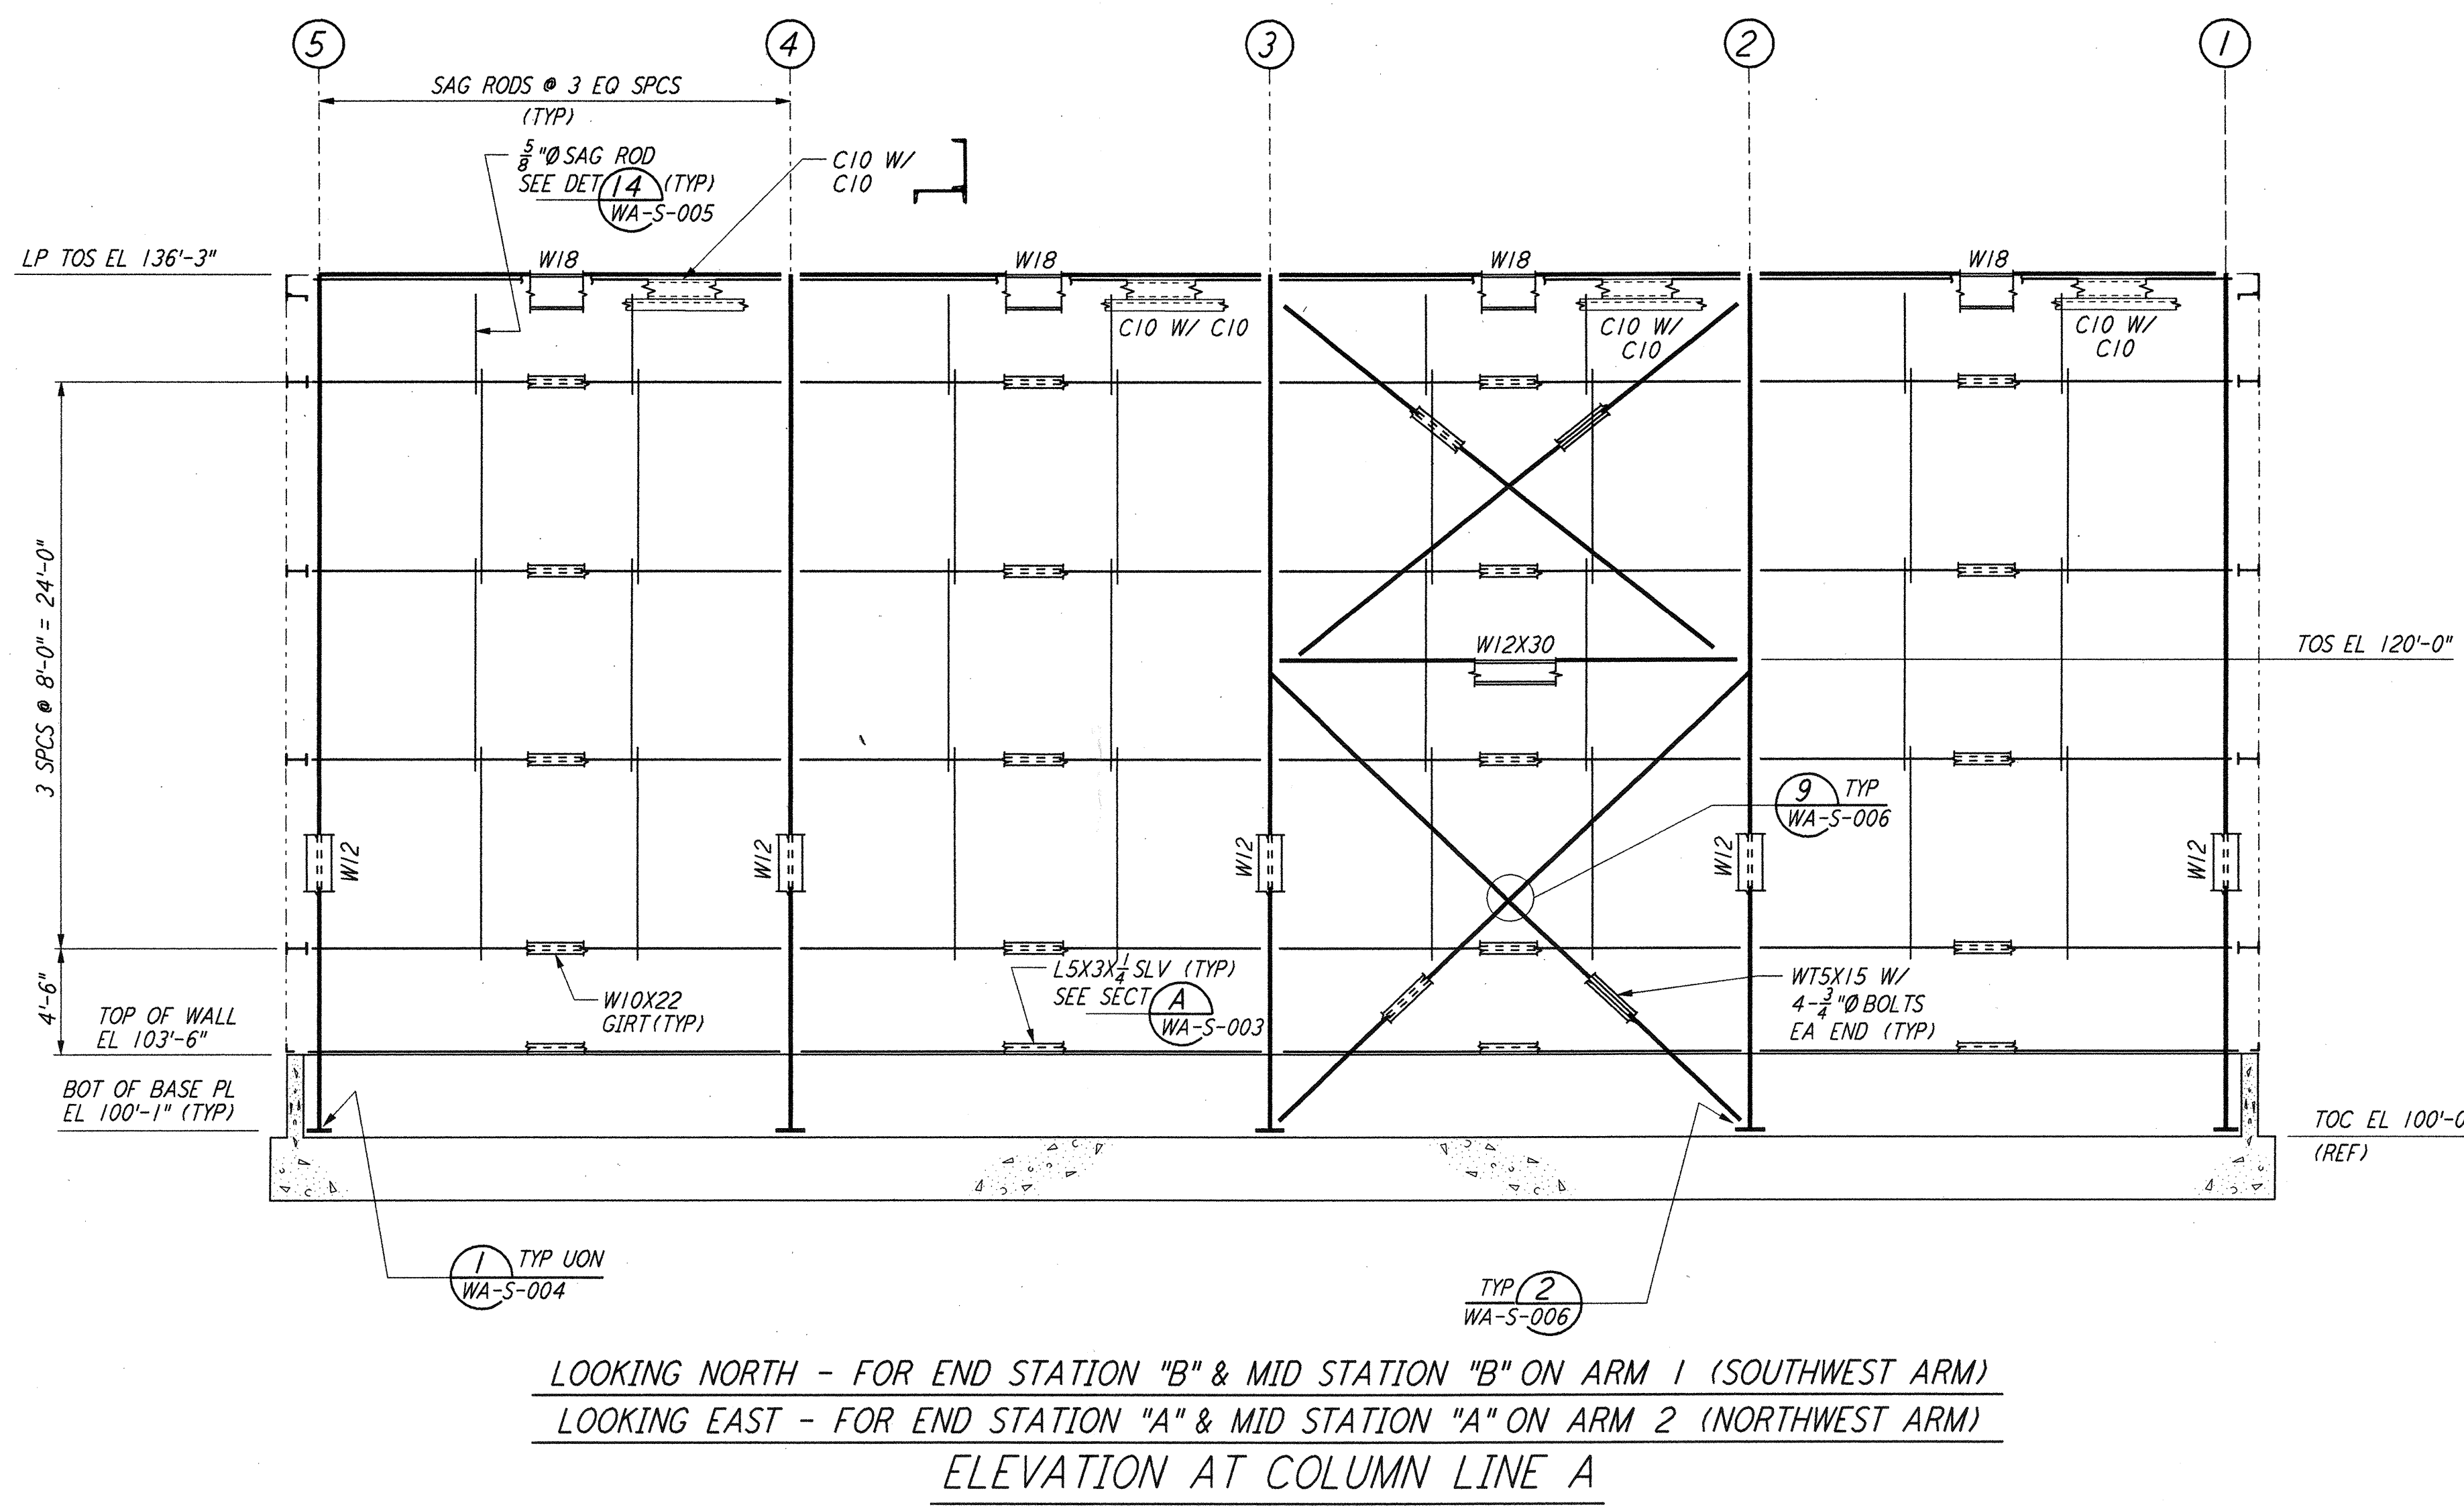 5
4
3
2
1
SAG RODS @ 3 EQ SPCS
(TYP)
5/8"Ø SAG ROD
SEE DET 14 (TYP)
WA-S-005
C10 W/
C10
LP TOS EL 136'-3"
W18
W18
W18
W18
C10 W/ C10
C10 W/
C10
C10 W/
C10
3 SPCS @ 8'-0" = 24'-0"
W12X30
TOS EL 120'-0"
9 TYP
WA-S-006
W12
W12
W12
W12
W12
4'-6"
TOP OF WALL
EL 103'-6"
W10X22
GIRT (TYP)
L5X3X1/4 SLV (TYP)
SEE SECT A
WA-S-003
WT5X15 W/
4-3/4"Ø BOLTS
EA END (TYP)
BOT OF BASE PL
EL 100'-1" (TYP)
TOC EL 100'-0
(REF)
1 TYP UON
WA-S-004
TYP 2
WA-S-006
LOOKING NORTH - FOR END STATION "B" & MID STATION "B" ON ARM 1 (SOUTHWEST ARM)
LOOKING EAST - FOR END STATION "A" & MID STATION "A" ON ARM 2 (NORTHWEST ARM)
ELEVATION AT COLUMN LINE A